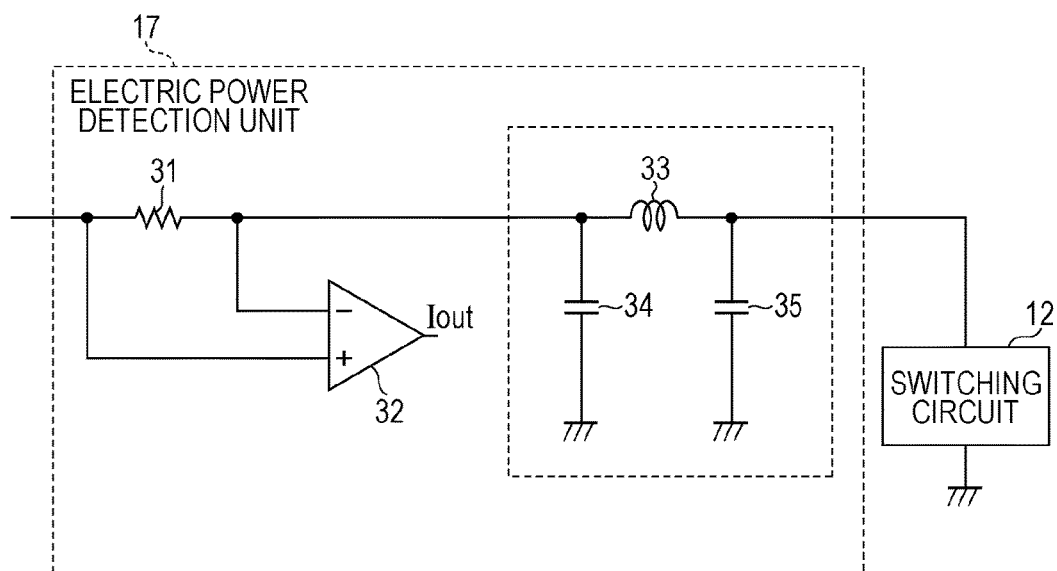 17
ELECTRIC POWER
DETECTION UNIT
31
33
34
35
Iout
32
12
SWITCHING
CIRCUIT